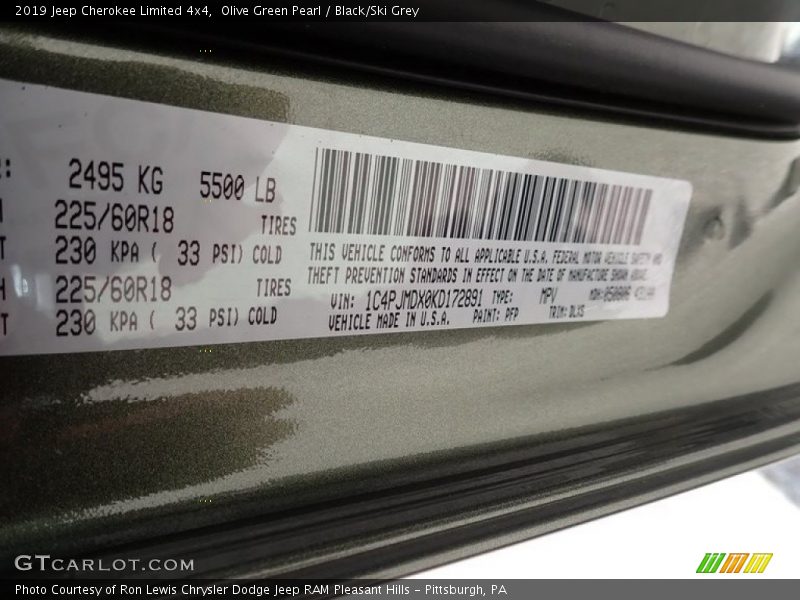 2019 Jeep Cherokee Limited 4x4, Olive Green Pearl / Black/Ski Grey
2495 KG 5500 LB
225/60R18 TIRES
230 KPA ( 33 PSI) COLD
225/60R18 TIRES
230 KPA ( 33 PSI) COLD
THIS VEHICLE CONFORMS TO ALL APPLICABLE U.S.A. FEDERAL MOTOR VEHICLE SAFETY AND
THEFT PREVENTION STANDARDS IN EFFECT ON THE DATE OF MANUFACTURE SHOWN ABOVE.
VIN: 1C4PJMDX0KD172891 TYPE: MPV MDH:
VEHICLE MADE IN U.S.A. PAINT: PFP TRIM: DLXS
GTCARLOT.COM
Photo Courtesy of Ron Lewis Chrysler Dodge Jeep RAM Pleasant Hills - Pittsburgh, PA